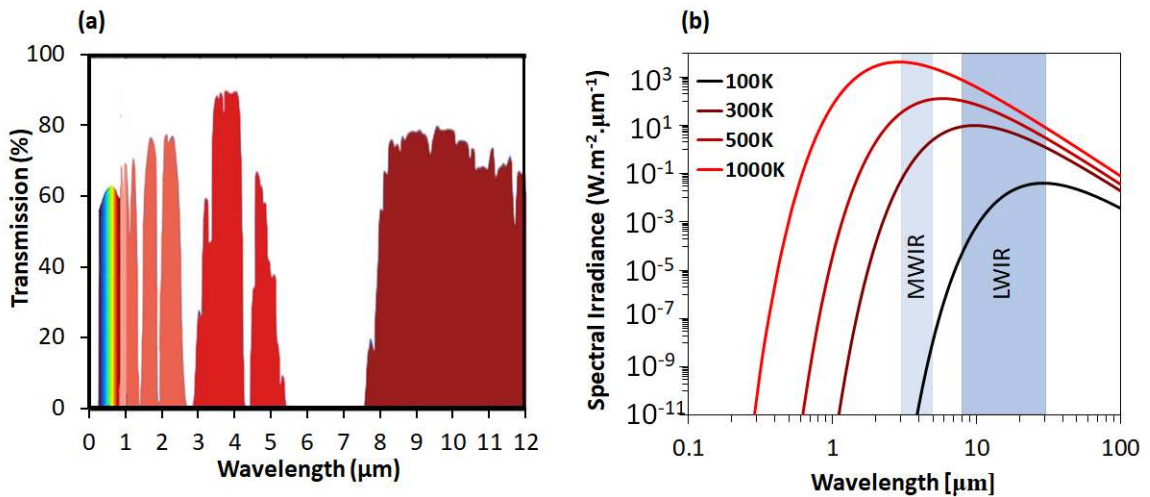 (a)
100
80
60
40
20
0
Transmission (%)
0 1 2 3 4 5 6 7 8 9 10 11 12
Wavelength (µm)
(b)
10³
10¹
10⁻¹
10⁻³
10⁻⁵
10⁻⁷
10⁻⁹
10⁻¹¹
Spectral Irradiance (W.m⁻².µm⁻¹)
100K
300K
500K
1000K
MWIR
LWIR
0.1 1 10 100
Wavelength [µm]